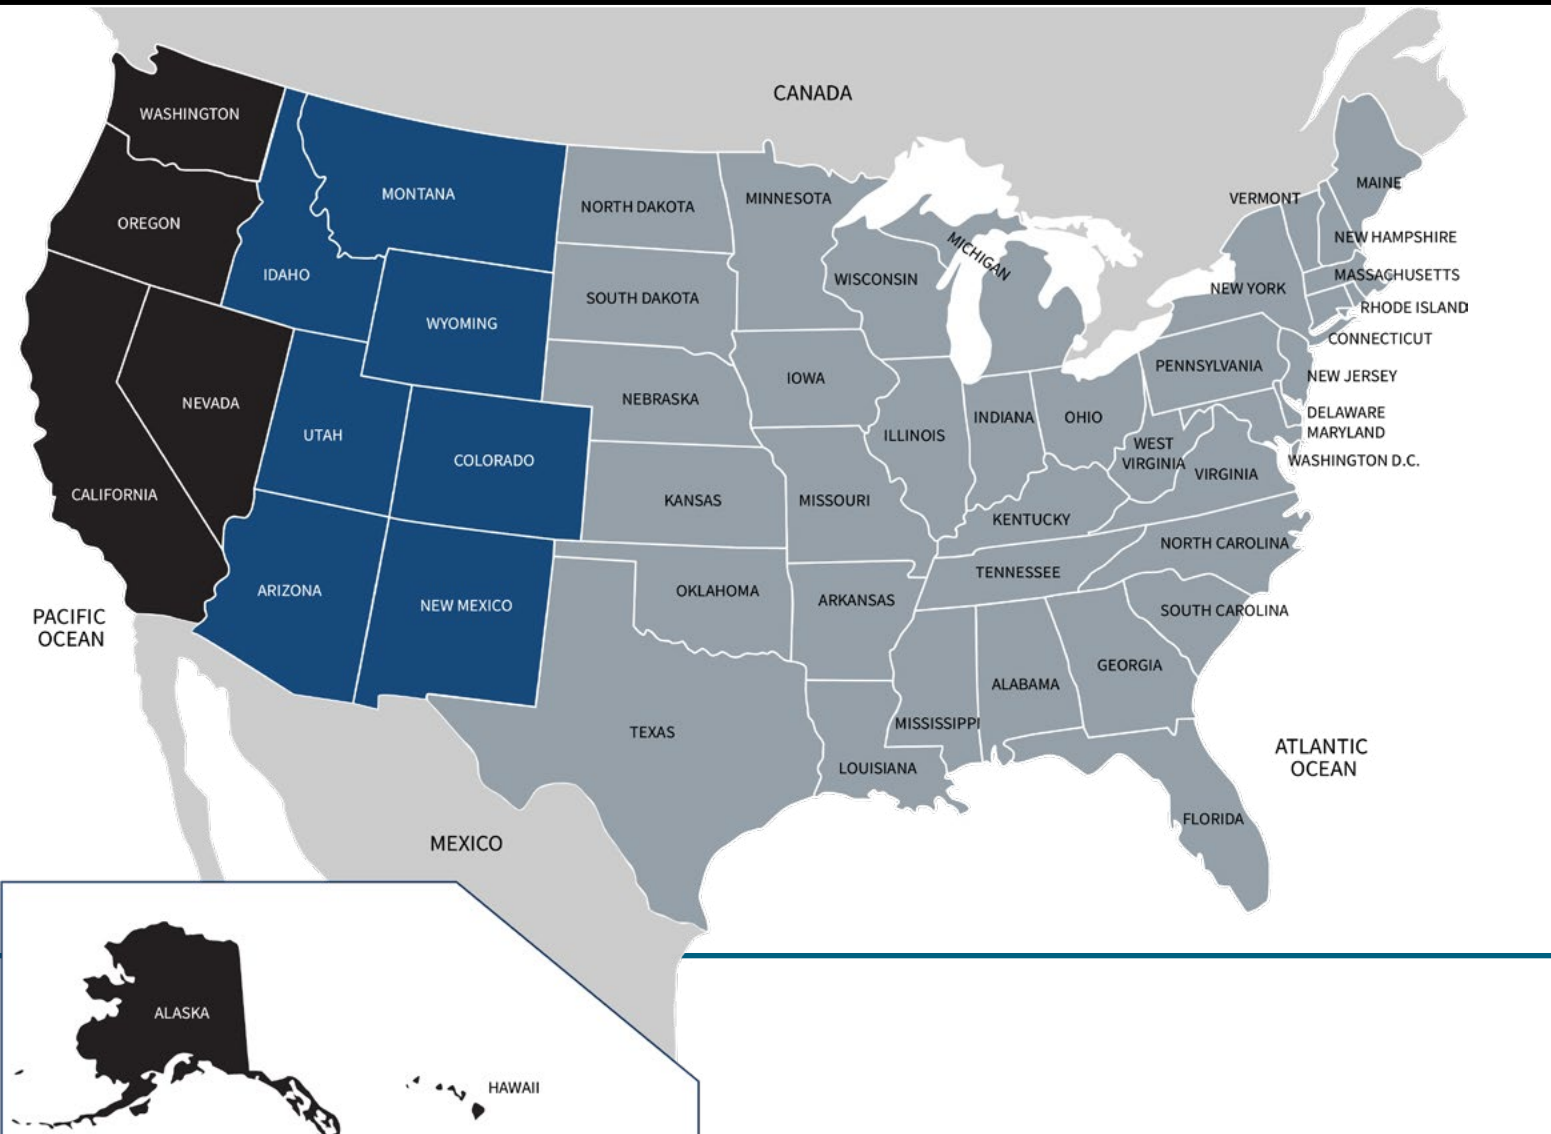 CANADA
WASHINGTON
MONTANA
NORTH DAKOTA
MINNESOTA
VERMONT
MAINE
OREGON
IDAHO
WYOMING
SOUTH DAKOTA
WISCONSIN
MICHIGAN
NEW YORK
NEW HAMPSHIRE
MASSACHUSETTS
RHODE ISLAND
CONNECTICUT
NEVADA
UTAH
COLORADO
NEBRASKA
IOWA
ILLINOIS
INDIANA
OHIO
PENNSYLVANIA
NEW JERSEY
DELAWARE
MARYLAND
WASHINGTON D.C.
WEST
VIRGINIA
VIRGINIA
CALIFORNIA
KANSAS
MISSOURI
KENTUCKY
NORTH CAROLINA
ARIZONA
NEW MEXICO
OKLAHOMA
ARKANSAS
TENNESSEE
SOUTH CAROLINA
PACIFIC
OCEAN
TEXAS
LOUISIANA
MISSISSIPPI
ALABAMA
GEORGIA
ATLANTIC
OCEAN
FLORIDA
MEXICO
ALASKA
HAWAII